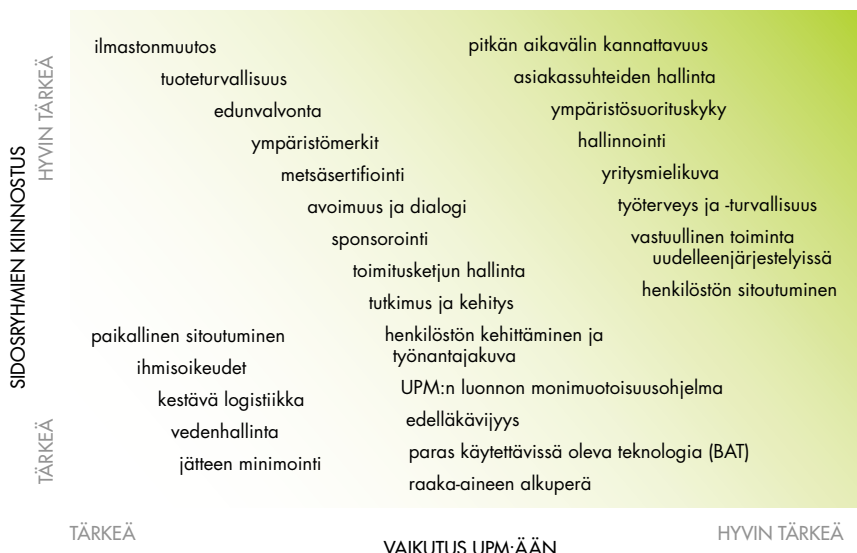 ilmastonmuutos
tuoteturvallisuus
edunvalvonta
ympäristömerkit
metsäsertifiointi
avoimuus ja dialogi
sponsorointi
toimitusketjun hallinta
tutkimus ja kehitys
henkilöstön kehittäminen ja
työnantajakuva
UPM:n luonnon monimuotoisuusohjelma
edelläkävijyys
paras käytettävissä oleva teknologia (BAT)
raaka-aineen alkuperä
pitkän aikavälin kannattavuus
asiakassuhteiden hallinta
ympäristösuorituskyky
hallinnointi
yritysmielikuva
työterveys ja -turvallisuus
vastuullinen toiminta
uudelleenjärjestelyissä
henkilöstön sitoutuminen
paikallinen sitoutuminen
ihmisoikeudet
kestävä logistiikka
vedenhallinta
jätteen minimointi
SIDOSRYHMIEN KIINNOSTUS
HYVIN TÄRKEÄ
TÄRKEÄ
TÄRKEÄ
HYVIN TÄRKEÄ
VAIKUTUS UPM:ÄÄN